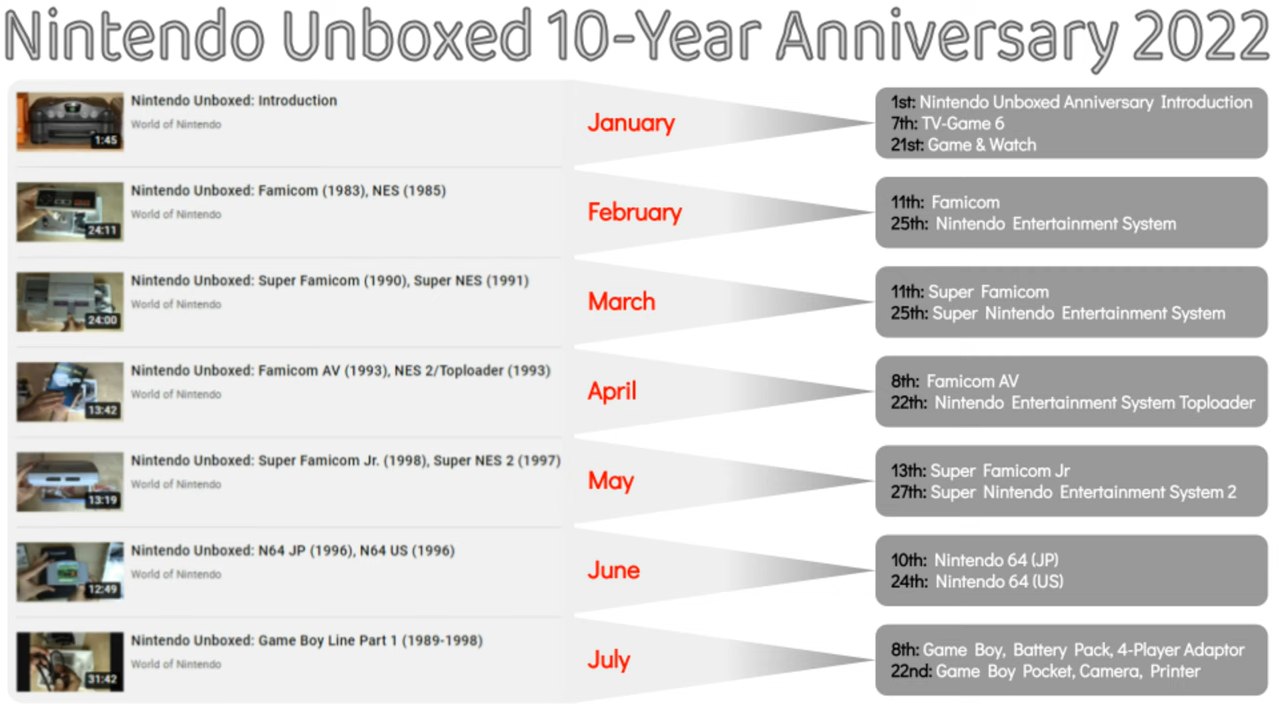 Nintendo Unboxed 10-Year Anniversary 2022
Nintendo Unboxed: Introduction
World of Nintendo
1:45
January
1st: Nintendo Unboxed Anniversary Introduction
7th: TV-Game 6
21st: Game & Watch
Nintendo Unboxed: Famicom (1983), NES (1985)
World of Nintendo
24:11
February
11th: Famicom
25th: Nintendo Entertainment System
Nintendo Unboxed: Super Famicom (1990), Super NES (1991)
World of Nintendo
24:00
March
11th: Super Famicom
25th: Super Nintendo Entertainment System
Nintendo Unboxed: Famicom AV (1993), NES 2/Toploader (1993)
World of Nintendo
13:42
April
8th: Famicom AV
22th: Nintendo Entertainment System Toploader
Nintendo Unboxed: Super Famicom Jr. (1998), Super NES 2 (1997)
World of Nintendo
13:19
May
13th: Super Famicom Jr
27th: Super Nintendo Entertainment System 2
Nintendo Unboxed: N64 JP (1996), N64 US (1996)
World of Nintendo
12:49
June
10th: Nintendo 64 (JP)
24th: Nintendo 64 (US)
Nintendo Unboxed: Game Boy Line Part 1 (1989-1998)
World of Nintendo
31:42
July
8th: Game Boy, Battery Pack, 4-Player Adaptor
22nd: Game Boy Pocket, Camera, Printer